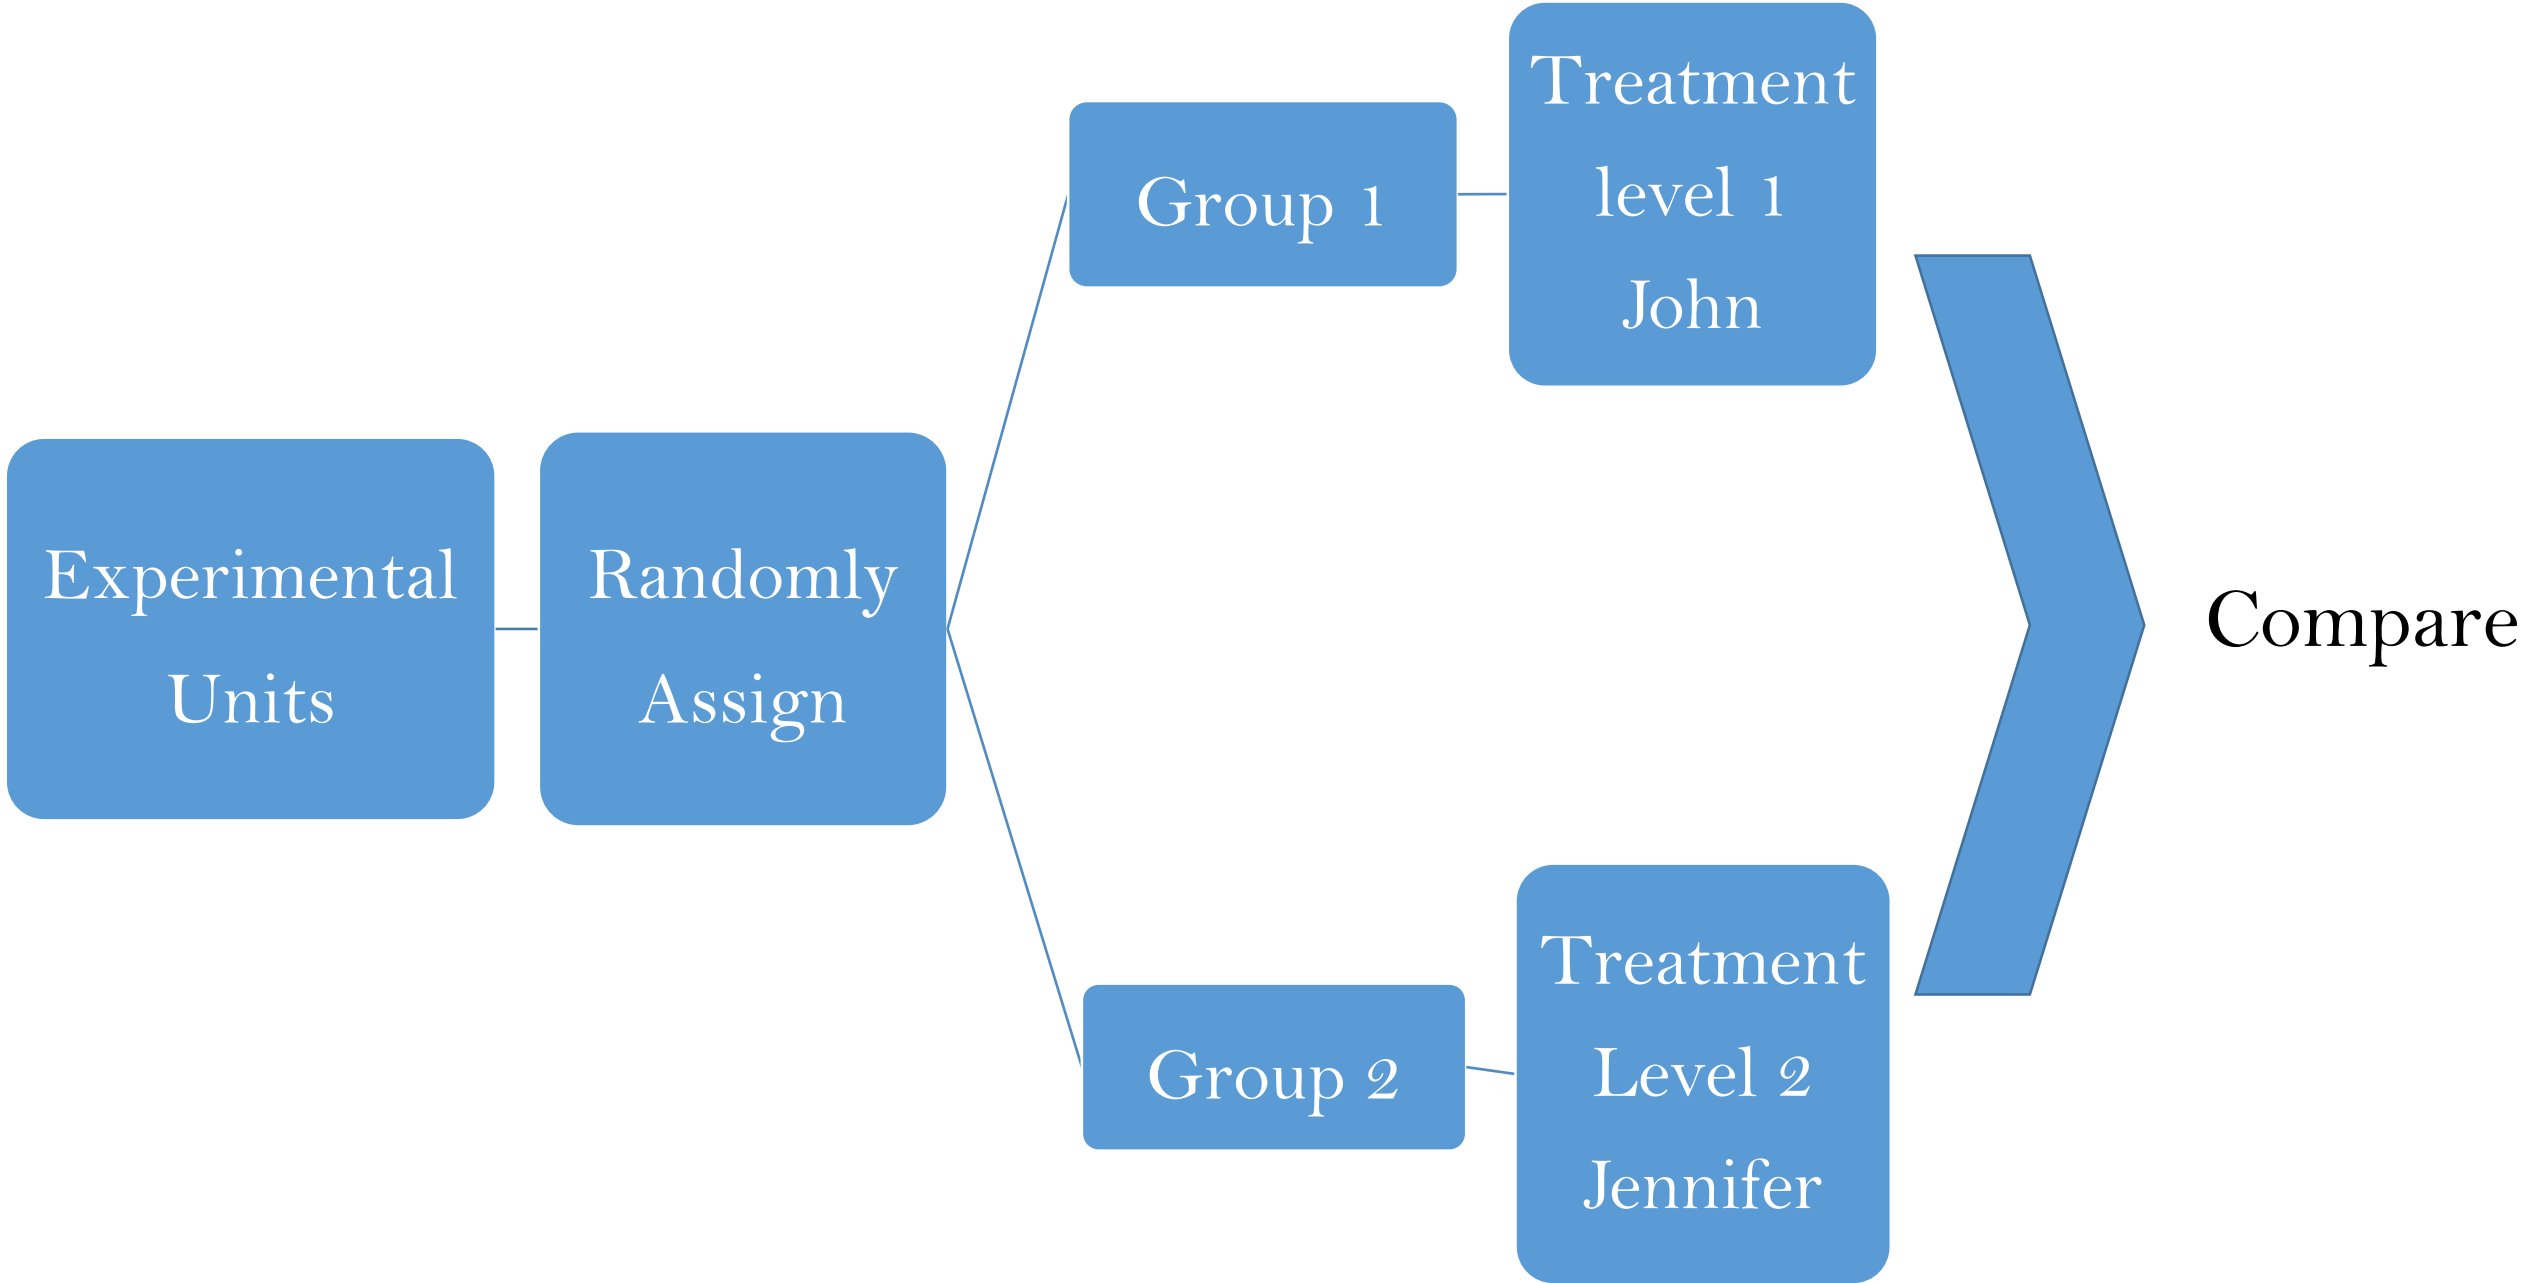 Experimental
Units
Randomly
Assign
Group 1
Treatment
level 1
John
Group 2
Treatment
Level 2
Jennifer
Compare